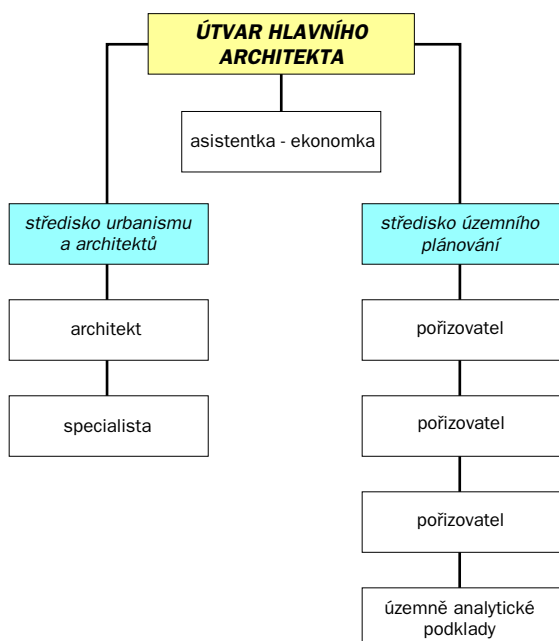 ÚTVAR HLAVNÍHO
ARCHITEKTA
asistentka - ekonomka
středisko urbanismu
a architektů
architekt
specialista
středisko územního
plánování
pořizovatel
pořizovatel
pořizovatel
územně analytické
podklady